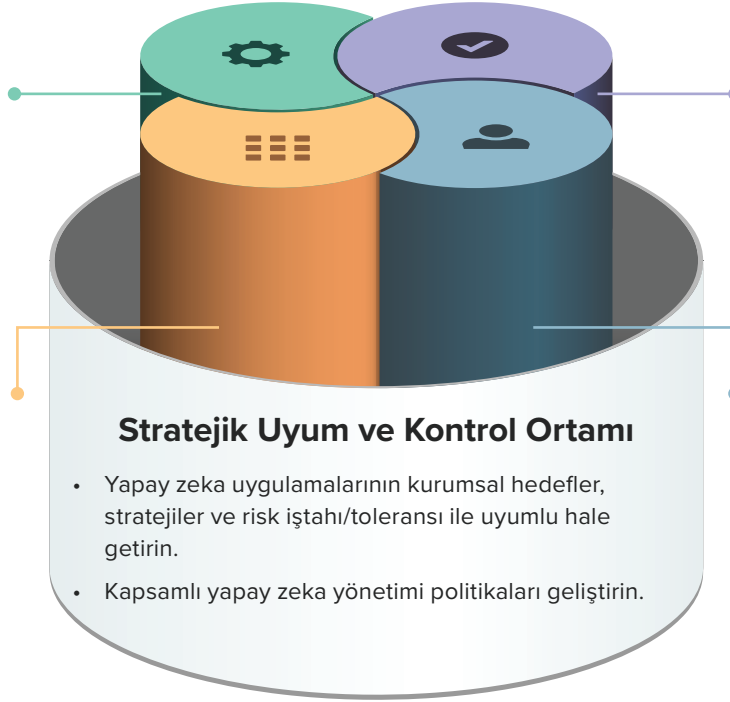 Stratejik Uyum ve Kontrol Ortamı
• Yapay zeka uygulamalarının kurumsal hedefler,
stratejiler ve risk iştahı/toleransı ile uyumlu hale
getirin.
• Kapsamlı yapay zeka yönetimi politikaları geliştirin.